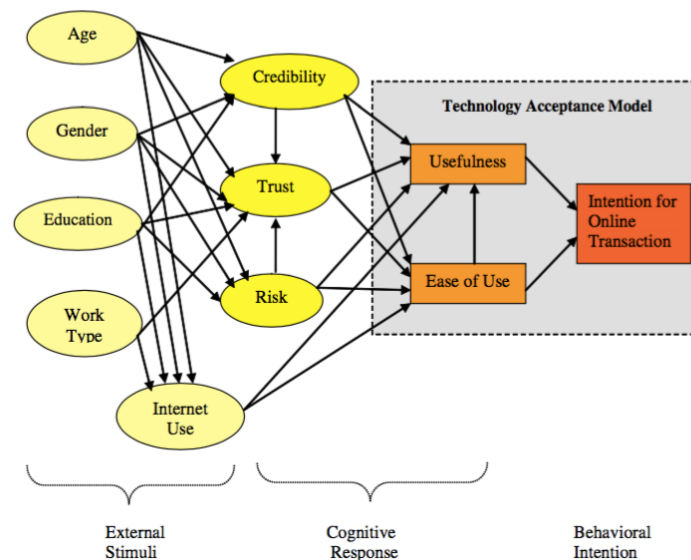 Age
Credibility
Technology Acceptance Model
Gender
Usefulness
Trust
Intention for
Online
Transaction
Education
Risk
Ease of Use
Work
Type
Internet
Use
External
Stimuli
Cognitive
Response
Behavioral
Intention